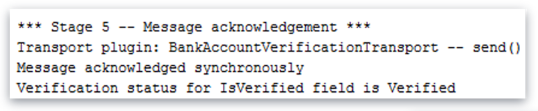 *** Stage 5 -- Message acknowledgement ***
Transport plugin: BankAccountVerificationTransport -- send()
Message acknowledged synchronously
Verification status for IsVerified field is Verified